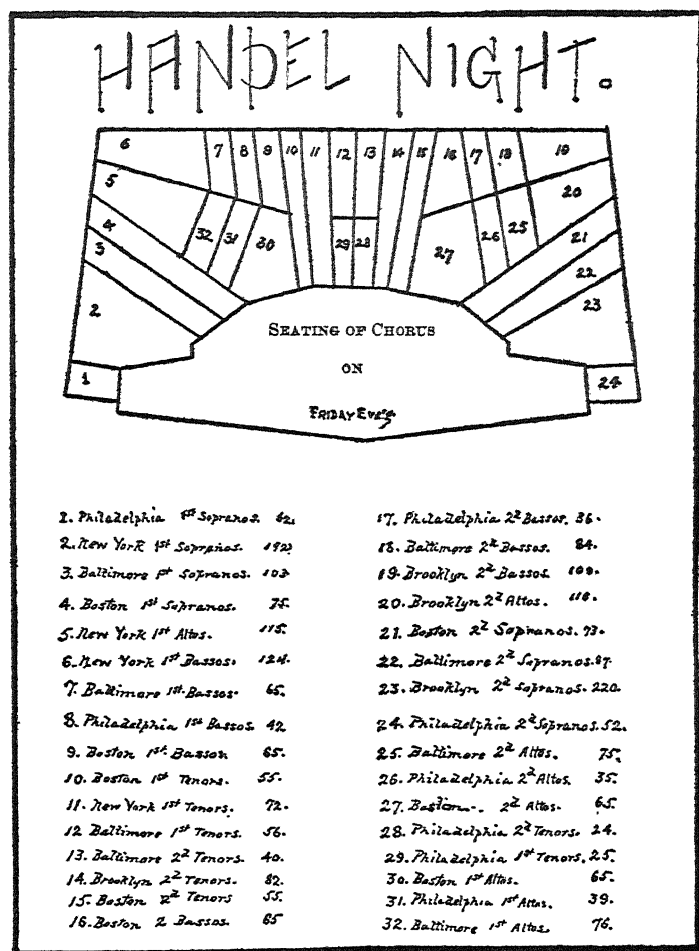 HANDEL NIGHT.
6 7 8 9 10 11 12 13 14 15 16 17 18 19
5 20
32 31 30 29 28 27 26 25
4 21
3 22
2 23
SEATING OF CHORUS
ON
FRIDAY Eve'g
1 24
1. Philadelphia 1st Sopranos. 62.
2. New York 1st Sopranos. 192.
3. Baltimore 1st Sopranos. 103.
4. Boston 1st Sopranos. 75.
5. New York 1st Altos. 115.
6. New York 1st Bassos. 124.
7. Baltimore 1st Bassos. 65.
8. Philadelphia 1st Bassos. 42
9. Boston 1st Bassos 65.
10. Boston 1st Tenors. 55.
11. New York 1st Tenors. 72.
12 Baltimore 1st Tenors. 56.
13. Baltimore 2d Tenors. 40.
14. Brooklyn 2d Tenors. 82.
15. Boston 2d Tenors 55.
16. Boston 2 Bassos. 65
17. Philadelphia 2d Bassos. 36.
18. Baltimore 2d Bassos. 84.
19. Brooklyn 2d Bassos. 109.
20. Brooklyn 2d Altos. 118.
21. Boston 2d Sopranos. 73.
22. Baltimore 2d Sopranos. 87.
23. Brooklyn 2d Sopranos. 220.
24. Philadelphia 2d Sopranos. 52.
25. Baltimore 2d Altos. 75.
26. Philadelphia 2d Altos. 35.
27. Boston 2d Altos. 65.
28. Philadelphia 2d Tenors. 24.
29. Philadelphia 1st Tenors. 25.
30. Boston 1st Altos. 65.
31. Philadelphia 1st Altos. 39.
32. Baltimore 1st Altos. 76.